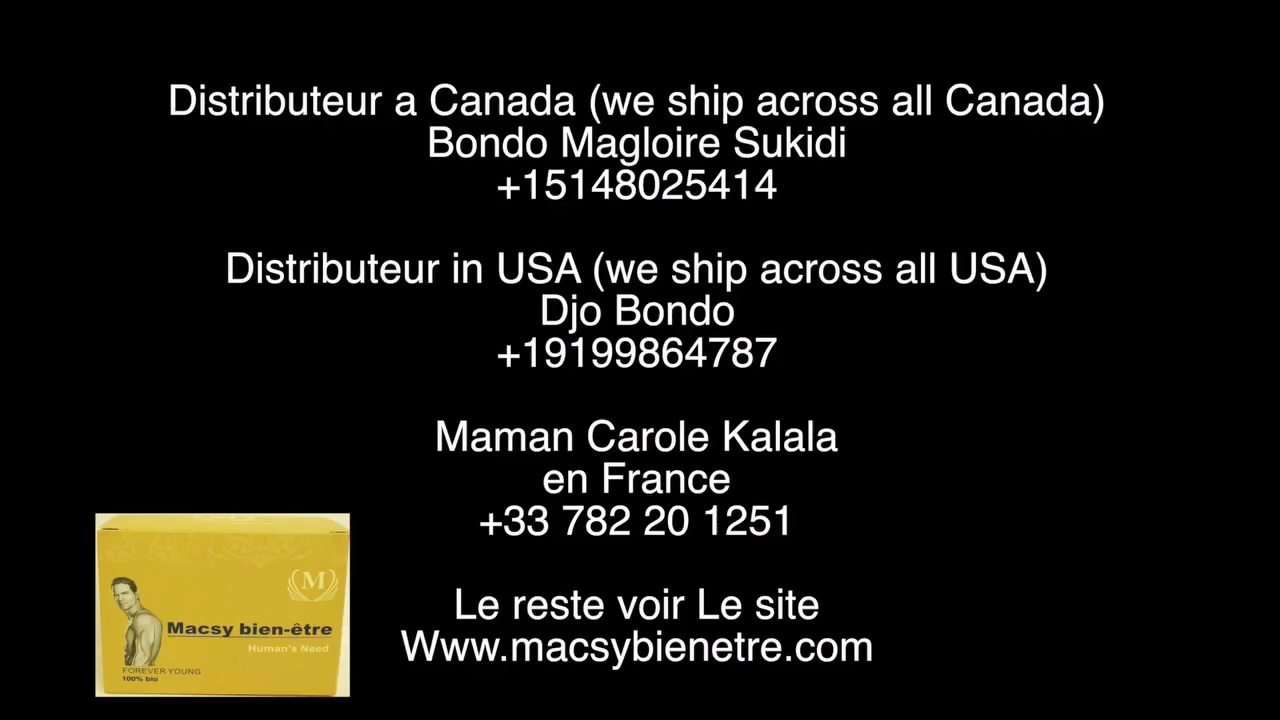 Distributeur a Canada (we ship across all Canada)
Bondo Magloire Sukidi
+15148025414
Distributeur in USA (we ship across all USA)
Djo Bondo
+19199864787
Maman Carole Kalala
en France
+33 782 20 1251
Le reste voir Le site
Www.macsybienetre.com
M
Macsy bien-être
Human's Need
FOREVER YOUNG
100% bio